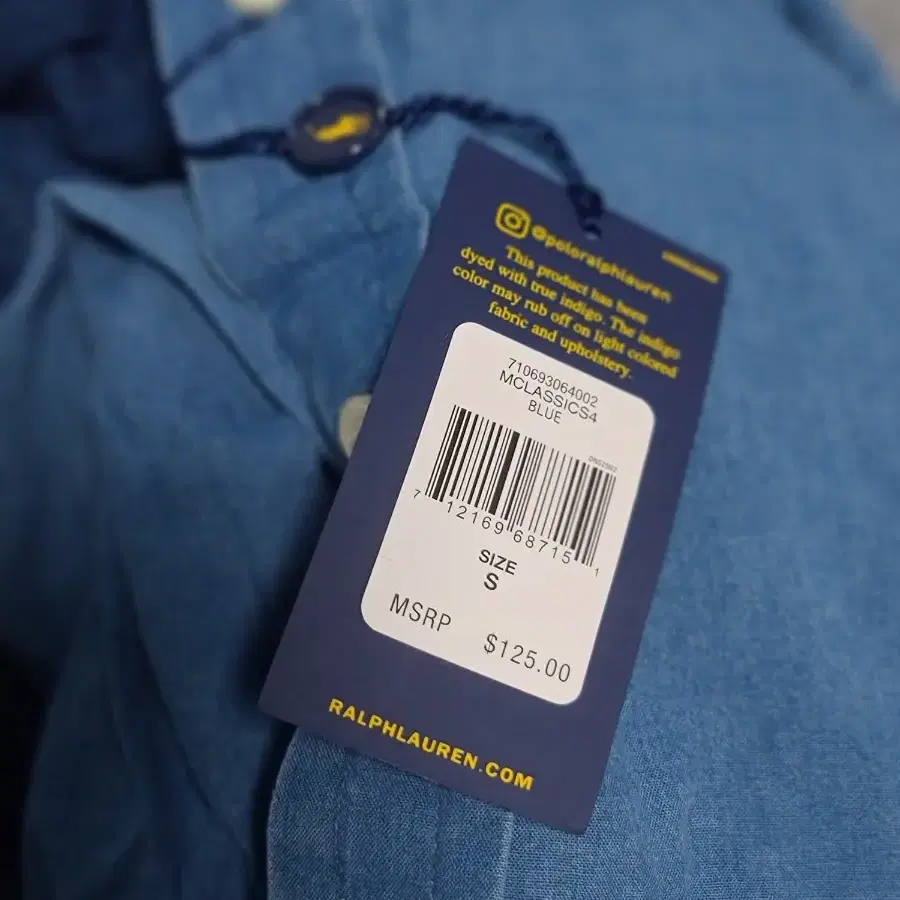 @poloralphlauren
This product has been
dyed with true indigo. The indigo
color may rub off on light colored
fabric and upholstery.
710693064002
MCLASSICS4
BLUE
7 12169 68715 1
SIZE
S
MSRP $125.00
RALPHLAUREN.COM